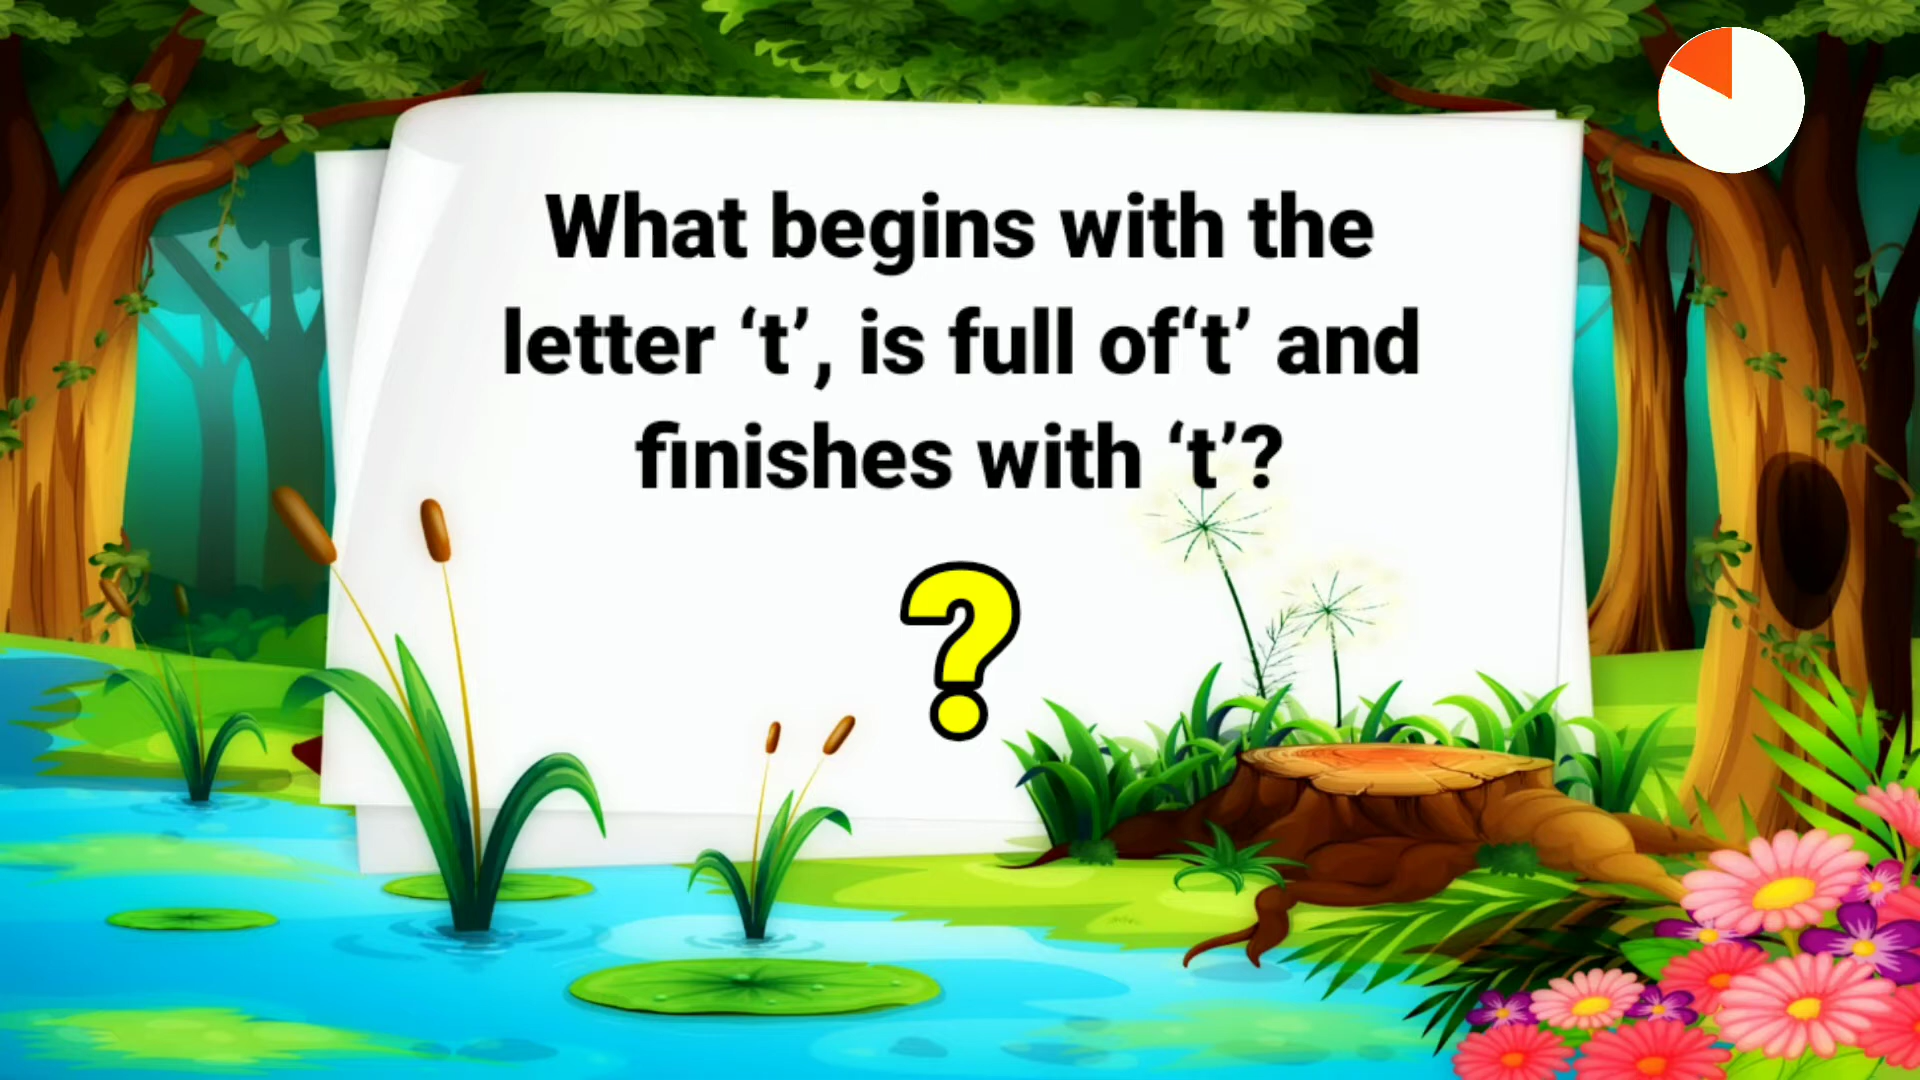 What begins with the
letter ‘t’, is full of‘t’ and
finishes with ‘t’?
?